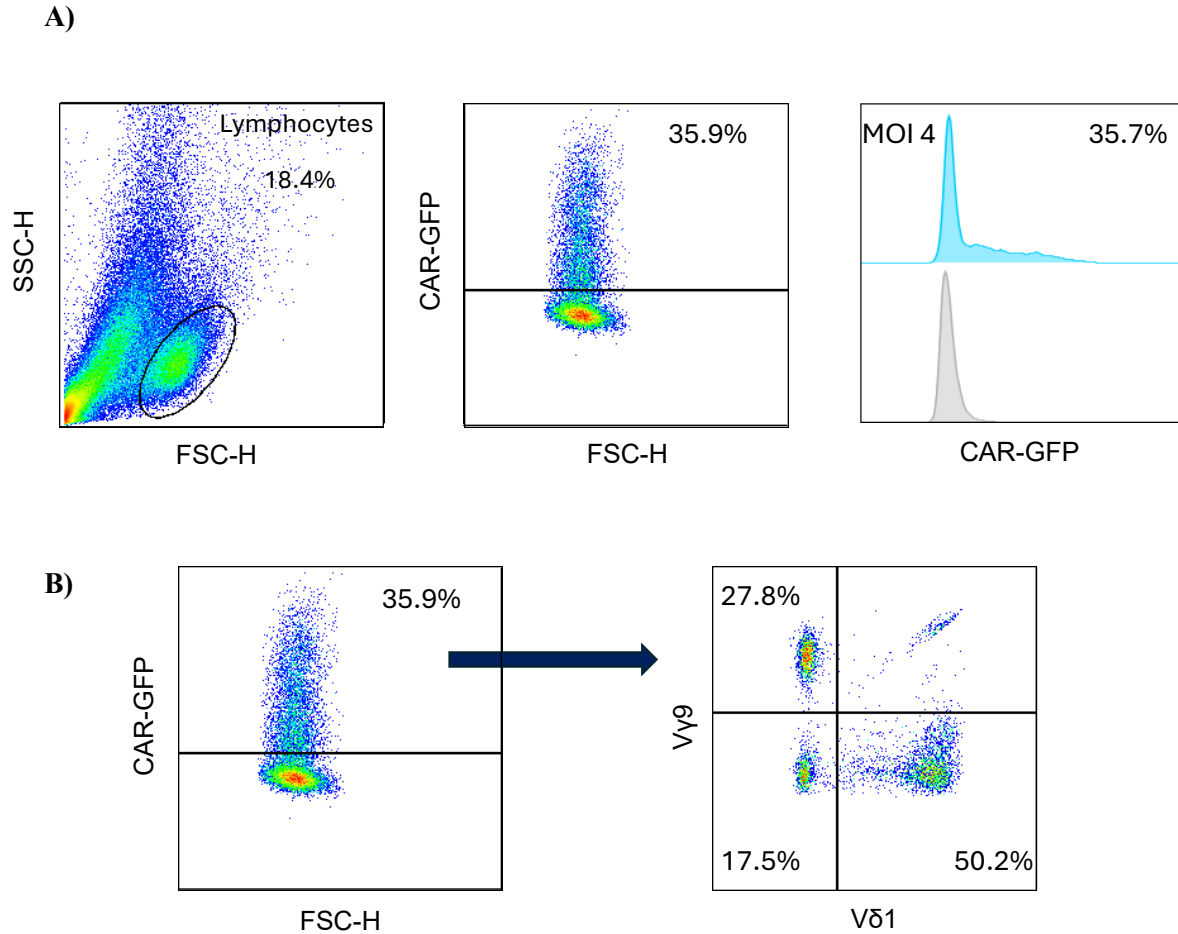 A)
Lymphocytes
18.4%
SSC-H
FSC-H
35.9%
CAR-GFP
FSC-H
MOI 4
35.7%
CAR-GFP
B)
35.9%
CAR-GFP
FSC-H
27.8%
Vγ9
17.5%
50.2%
Vδ1